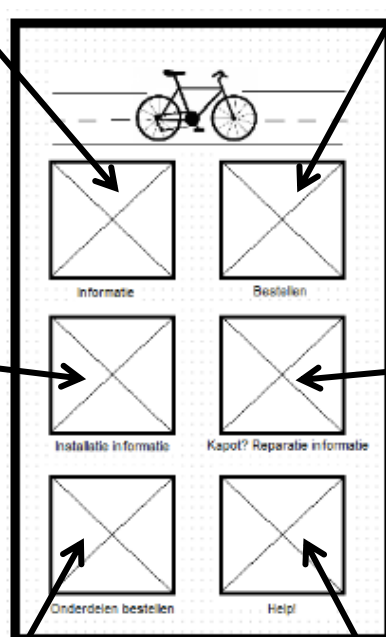 Informatie
Bestellen
Installatie informatie
Kapot? Reparatie informatie
Onderdelen bestellen
Help!